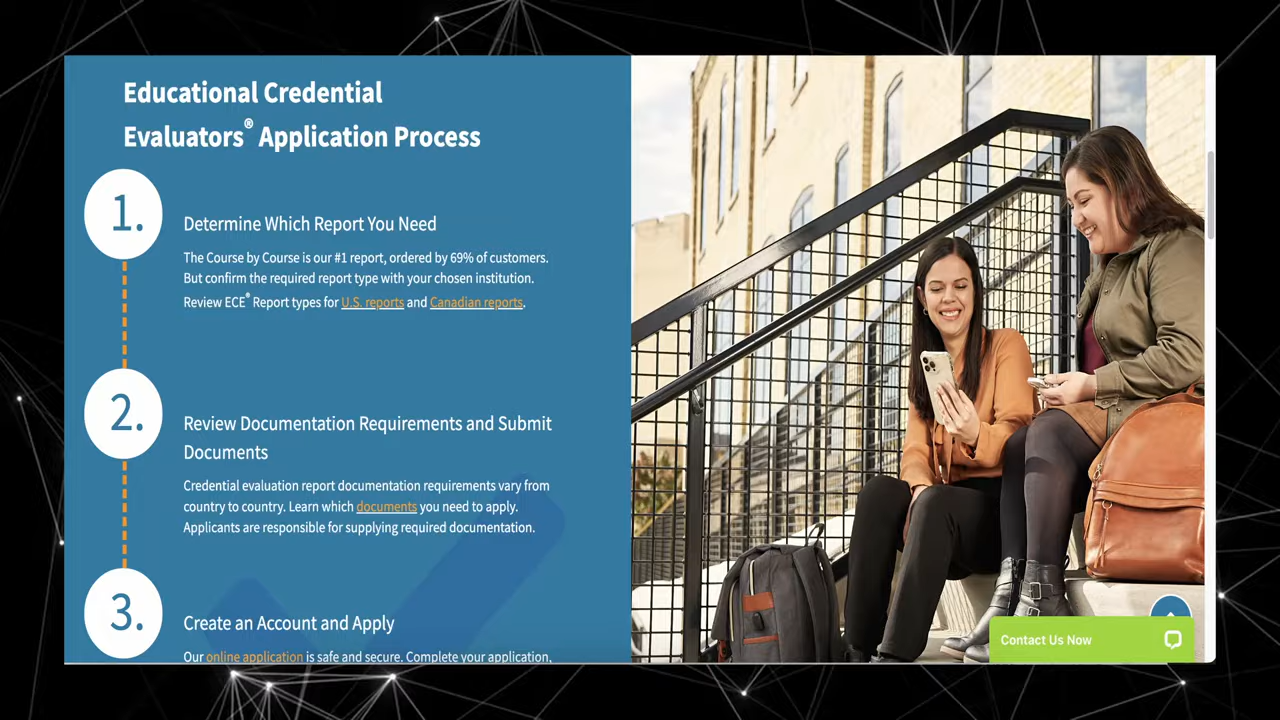 Educational Credential
Evaluators® Application Process
1.
Determine Which Report You Need
The Course by Course is our #1 report, ordered by 69% of customers.
But confirm the required report type with your chosen institution.
Review ECE® Report types for U.S. reports and Canadian reports.
2.
Review Documentation Requirements and Submit
Documents
Credential evaluation report documentation requirements vary from
country to country. Learn which documents you need to apply.
Applicants are responsible for supplying required documentation.
3.
Create an Account and Apply
Our online application is safe and secure. Complete your application,
Contact Us Now